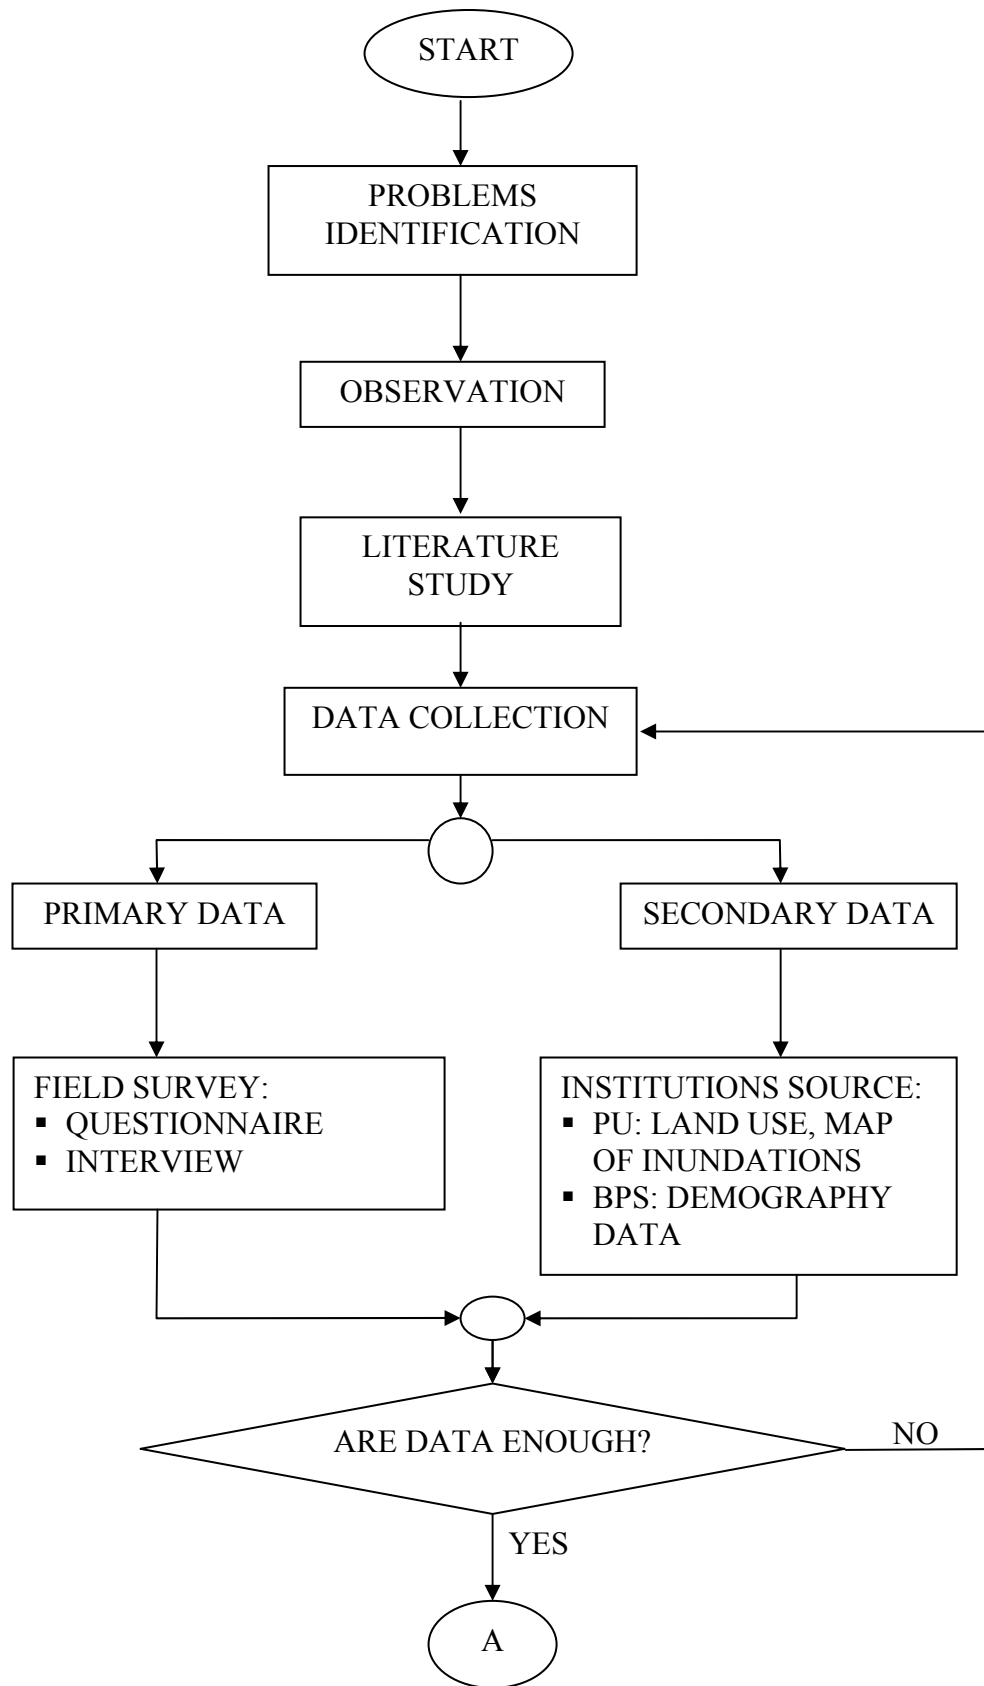 START
PROBLEMS
IDENTIFICATION
OBSERVATION
LITERATURE
STUDY
DATA COLLECTION
PRIMARY DATA
SECONDARY DATA
FIELD SURVEY:
▪ QUESTIONNAIRE
▪ INTERVIEW
INSTITUTIONS SOURCE:
▪ PU: LAND USE, MAP
OF INUNDATIONS
▪ BPS: DEMOGRAPHY
DATA
ARE DATA ENOUGH?
NO
YES
A